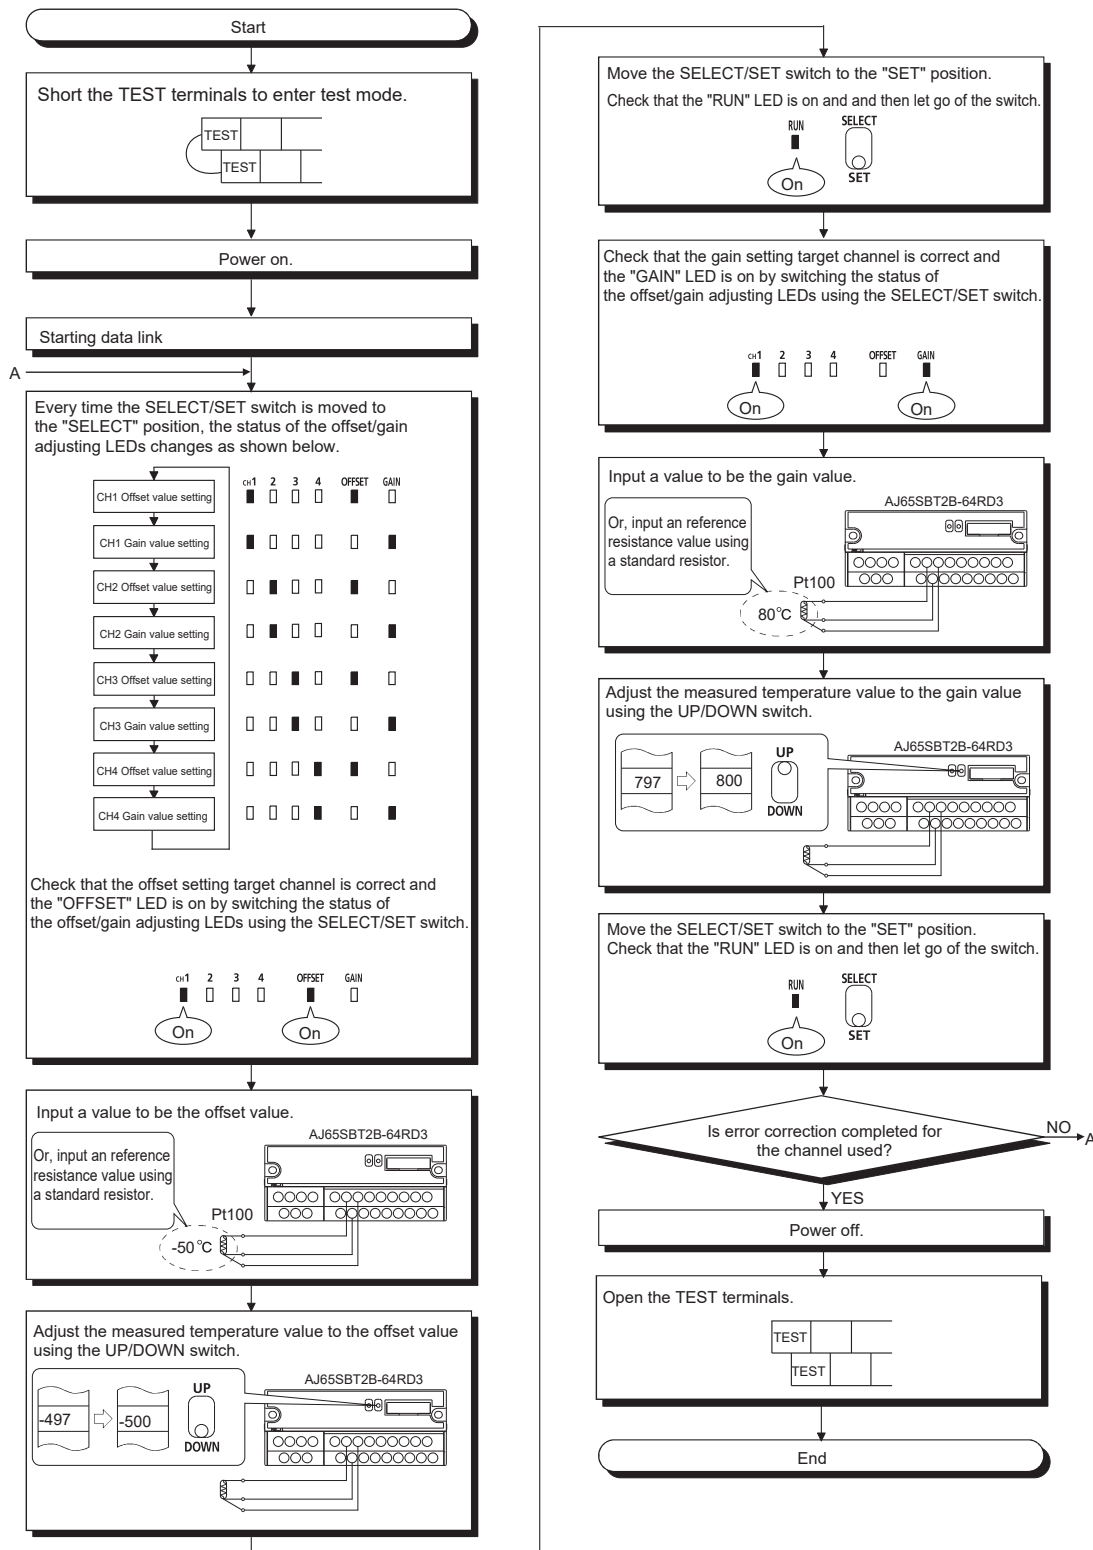 Start
Short the TEST terminals to enter test mode.
TEST
TEST
Power on.
Starting data link
A
Every time the SELECT/SET switch is moved to
the "SELECT" position, the status of the offset/gain
adjusting LEDs changes as shown below.
CH1 2 3 4 OFFSET GAIN
CH1 Offset value setting
CH1 Gain value setting
CH2 Offset value setting
CH2 Gain value setting
CH3 Offset value setting
CH3 Gain value setting
CH4 Offset value setting
CH4 Gain value setting
Check that the offset setting target channel is correct and
the "OFFSET" LED is on by switching the status of
the offset/gain adjusting LEDs using the SELECT/SET switch.
CH1 2 3 4 OFFSET GAIN
On On
Input a value to be the offset value.
Or, input an reference
resistance value using
a standard resistor.
AJ65SBT2B-64RD3
Pt100
-50°C
Adjust the measured temperature value to the offset value
using the UP/DOWN switch.
-497 -500
UP
DOWN
AJ65SBT2B-64RD3
Move the SELECT/SET switch to the "SET" position.
Check that the "RUN" LED is on and and then let go of the switch.
RUN
SELECT
SET
On
Check that the gain setting target channel is correct and
the "GAIN" LED is on by switching the status of
the offset/gain adjusting LEDs using the SELECT/SET switch.
CH1 2 3 4 OFFSET GAIN
On On
Input a value to be the gain value.
Or, input an reference
resistance value using
a standard resistor.
AJ65SBT2B-64RD3
Pt100
80°C
Adjust the measured temperature value to the gain value
using the UP/DOWN switch.
797 800
UP
DOWN
AJ65SBT2B-64RD3
Move the SELECT/SET switch to the "SET" position.
Check that the "RUN" LED is on and then let go of the switch.
RUN
SELECT
SET
On
Is error correction completed for
the channel used?
NO
A
YES
Power off.
Open the TEST terminals.
TEST
TEST
End